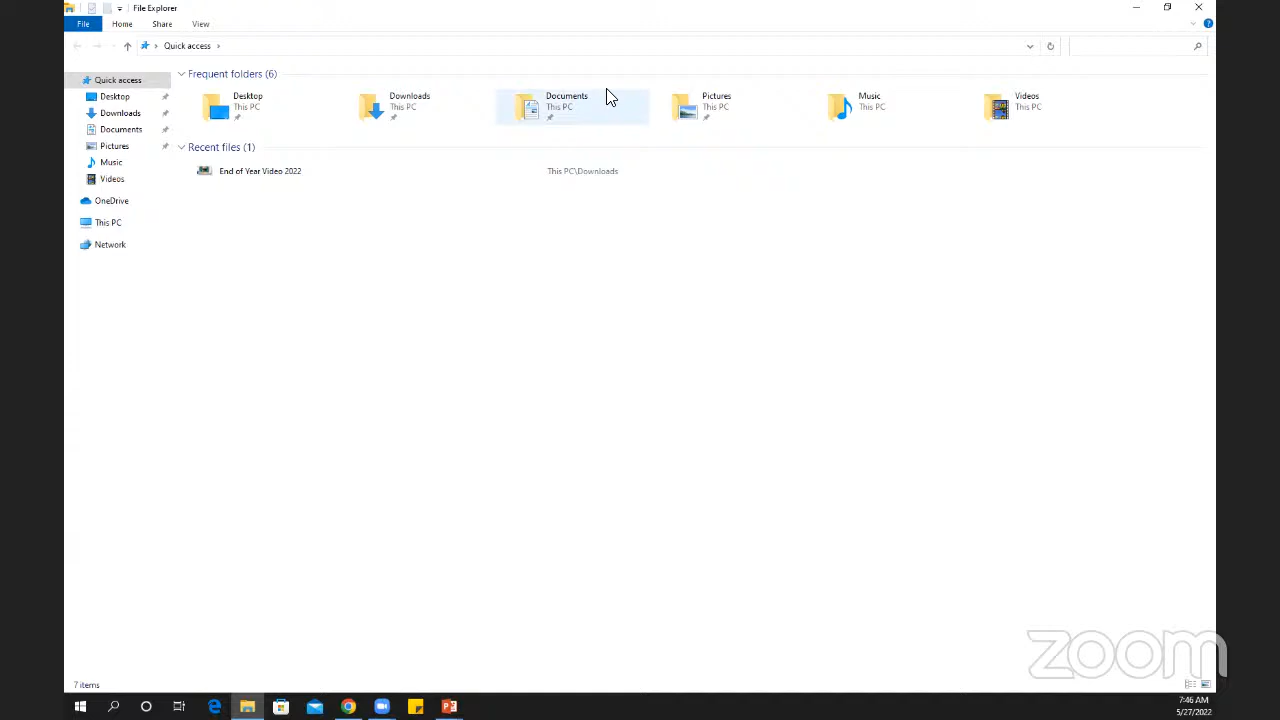 File Explorer
File Home Share View
Quick access
Quick access
Desktop
Downloads
Documents
Pictures
Music
Videos
OneDrive
This PC
Network
Frequent folders (6)
Desktop
This PC
Downloads
This PC
Documents
This PC
Pictures
This PC
Music
This PC
Videos
This PC
Recent files (1)
End of Year Video 2022 This PC\Downloads
zoom
7 items
7:46 AM
5/27/2022